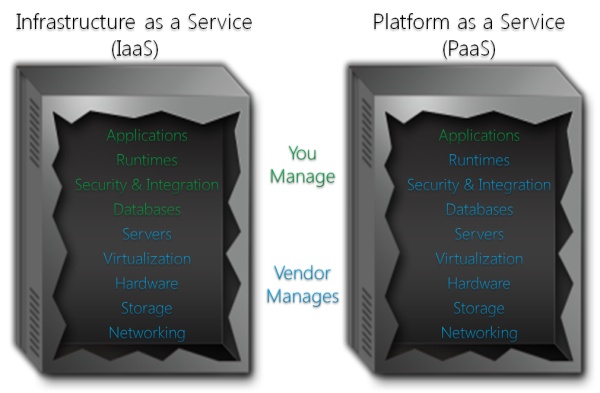 Infrastructure as a Service
(IaaS)
Applications
Runtimes
Security & Integration
Databases
Servers
Virtualization
Hardware
Storage
Networking
You
Manage
Vendor
Manages
Platform as a Service
(PaaS)
Applications
Runtimes
Security & Integration
Databases
Servers
Virtualization
Hardware
Storage
Networking